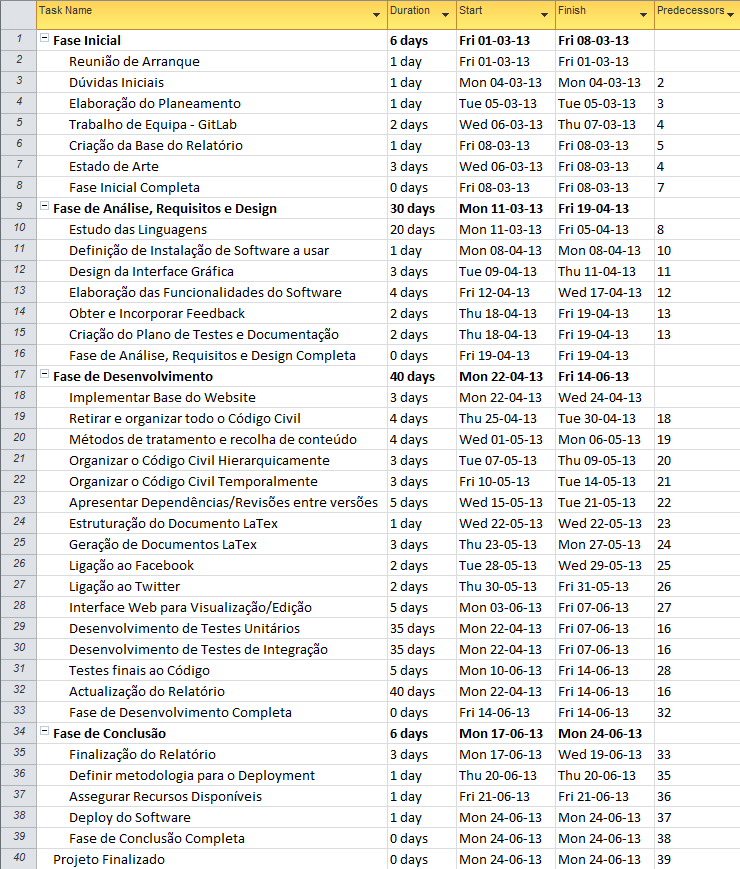 Task Name Duration Start Finish Predecessors
1 Fase Inicial 6 days Fri 01-03-13 Fri 08-03-13
2 Reunião de Arranque 1 day Fri 01-03-13 Fri 01-03-13
3 Dúvidas Iniciais 1 day Mon 04-03-13 Mon 04-03-13 2
4 Elaboração do Planeamento 1 day Tue 05-03-13 Tue 05-03-13 3
5 Trabalho de Equipa - GitLab 2 days Wed 06-03-13 Thu 07-03-13 4
6 Criação da Base do Relatório 1 day Fri 08-03-13 Fri 08-03-13 5
7 Estado de Arte 3 days Wed 06-03-13 Fri 08-03-13 4
8 Fase Inicial Completa 0 days Fri 08-03-13 Fri 08-03-13 7
9 Fase de Análise, Requisitos e Design 30 days Mon 11-03-13 Fri 19-04-13
10 Estudo das Linguagens 20 days Mon 11-03-13 Fri 05-04-13 8
11 Definição de Instalação de Software a usar 1 day Mon 08-04-13 Mon 08-04-13 10
12 Design da Interface Gráfica 3 days Tue 09-04-13 Thu 11-04-13 11
13 Elaboração das Funcionalidades do Software 4 days Fri 12-04-13 Wed 17-04-13 12
14 Obter e Incorporar Feedback 2 days Thu 18-04-13 Fri 19-04-13 13
15 Criação do Plano de Testes e Documentação 2 days Thu 18-04-13 Fri 19-04-13 13
16 Fase de Análise, Requisitos e Design Completa 0 days Fri 19-04-13 Fri 19-04-13
17 Fase de Desenvolvimento 40 days Mon 22-04-13 Fri 14-06-13
18 Implementar Base do Website 3 days Mon 22-04-13 Wed 24-04-13
19 Retirar e organizar todo o Código Civil 4 days Thu 25-04-13 Tue 30-04-13 18
20 Métodos de tratamento e recolha de conteúdo 4 days Wed 01-05-13 Mon 06-05-13 19
21 Organizar o Código Civil Hierarquicamente 3 days Tue 07-05-13 Thu 09-05-13 20
22 Organizar o Código Civil Temporalmente 3 days Fri 10-05-13 Tue 14-05-13 21
23 Apresentar Dependências/Revisões entre versões 5 days Wed 15-05-13 Tue 21-05-13 22
24 Estruturação do Documento LaTex 1 day Wed 22-05-13 Wed 22-05-13 23
25 Geração de Documentos LaTex 3 days Thu 23-05-13 Mon 27-05-13 24
26 Ligação ao Facebook 2 days Tue 28-05-13 Wed 29-05-13 25
27 Ligação ao Twitter 2 days Thu 30-05-13 Fri 31-05-13 26
28 Interface Web para Visualização/Edição 5 days Mon 03-06-13 Fri 07-06-13 27
29 Desenvolvimento de Testes Unitários 35 days Mon 22-04-13 Fri 07-06-13 16
30 Desenvolvimento de Testes de Integração 35 days Mon 22-04-13 Fri 07-06-13 16
31 Testes finais ao Código 5 days Mon 10-06-13 Fri 14-06-13 28
32 Actualização do Relatório 40 days Mon 22-04-13 Fri 14-06-13 16
33 Fase de Desenvolvimento Completa 0 days Fri 14-06-13 Fri 14-06-13 32
34 Fase de Conclusão 6 days Mon 17-06-13 Mon 24-06-13
35 Finalização do Relatório 3 days Mon 17-06-13 Wed 19-06-13 33
36 Definir metodologia para o Deployment 1 day Thu 20-06-13 Thu 20-06-13 35
37 Assegurar Recursos Disponíveis 1 day Fri 21-06-13 Fri 21-06-13 36
38 Deploy do Software 1 day Mon 24-06-13 Mon 24-06-13 37
39 Fase de Conclusão Completa 0 days Mon 24-06-13 Mon 24-06-13 38
40 Projeto Finalizado 0 days Mon 24-06-13 Mon 24-06-13 39